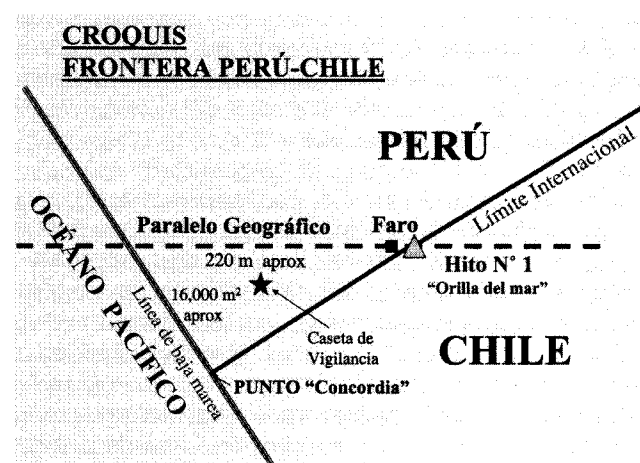 CROQUIS
FRONTERA PERÚ-CHILE
PERÚ
Límite Internacional
OCÉANO PACÍFICO
Paralelo Geográfico
Faro
220 m aprox
Hito N° 1
"Orilla del mar"
16,000 m²
aprox
Línea de baja marea
Caseta de
Vigilancia
CHILE
PUNTO "Concordia"